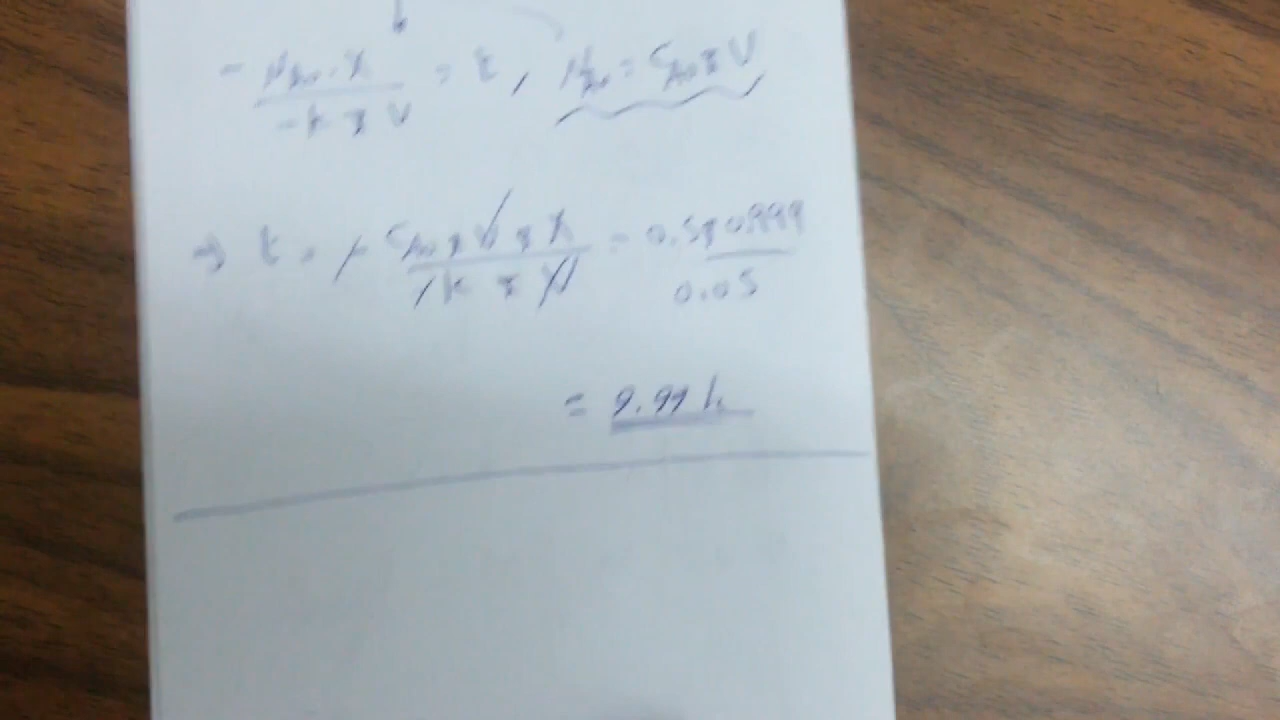 - N_A0 . X / -k * V = t , N_A0 = C_A0 * V
⇒ t = - C_A0 * V * X / -k * V = 0.5 * 0.999 / 0.05
= 9.99 h